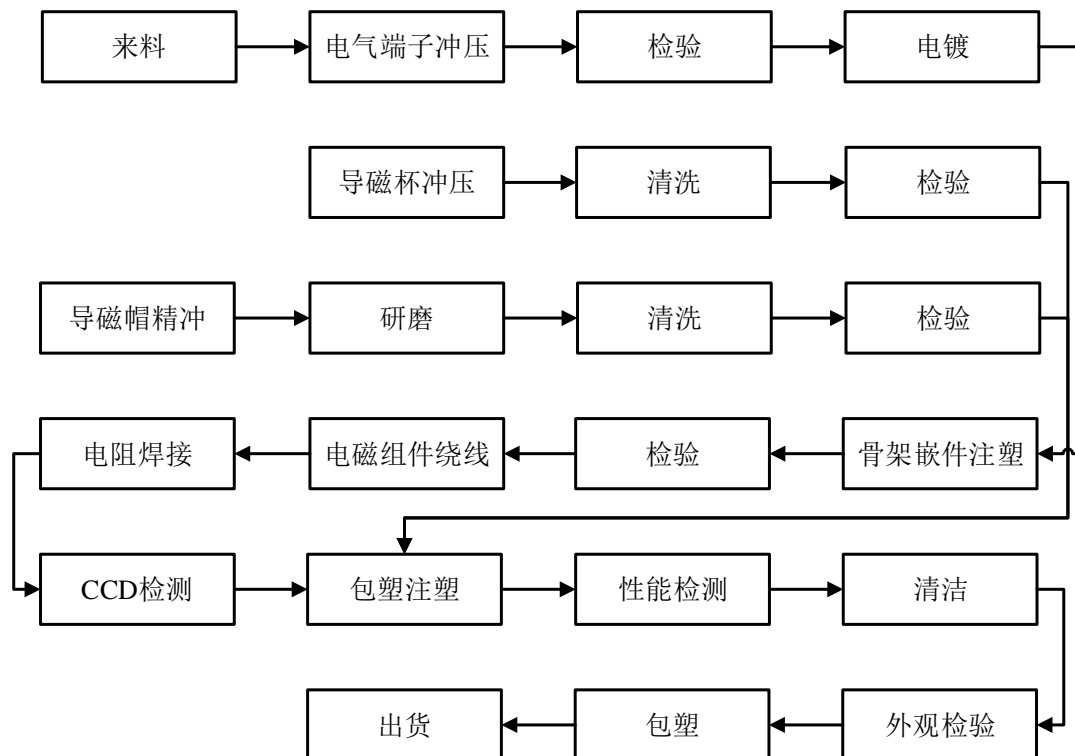 来料
电气端子冲压
检验
电镀
导磁杯冲压
清洗
检验
导磁帽精冲
研磨
清洗
检验
电阻焊接
电磁组件绕线
检验
骨架嵌件注塑
CCD检测
包塑注塑
性能检测
清洁
出货
包塑
外观检验